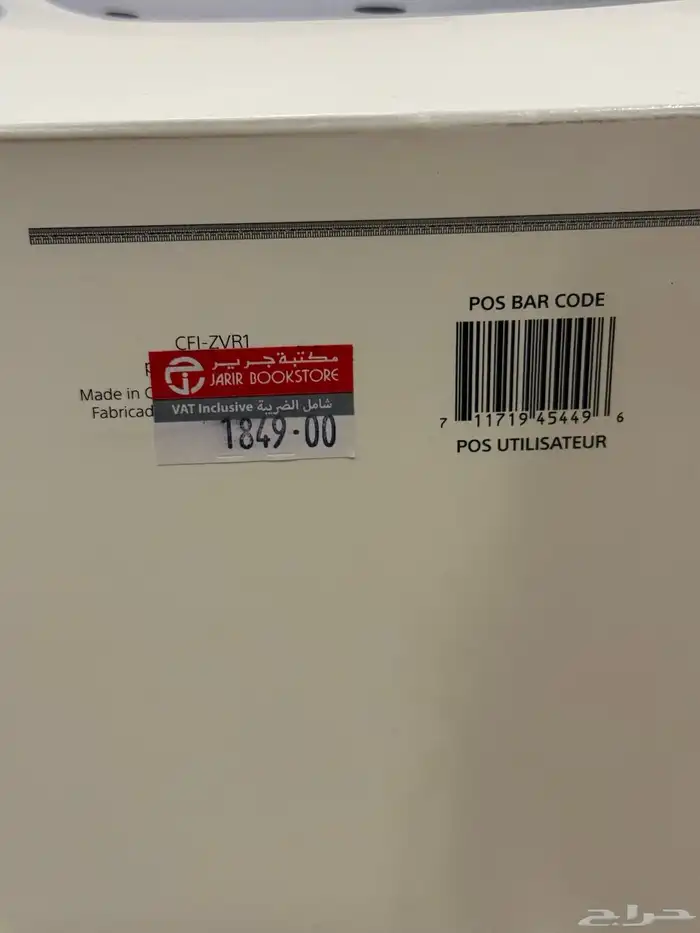 CFI-ZVR1
مكتبة جرير
JARIR BOOKSTORE
Made in C
Fabricad
VAT Inclusive شامل الضريبة
1849.00
POS BAR CODE
7 11719 45449 6
POS UTILISATEUR
حراج